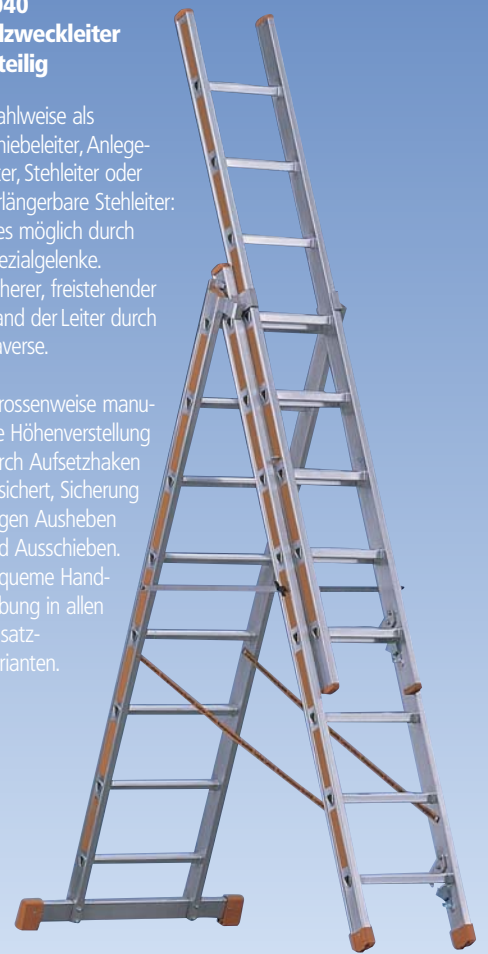 040
lzweckleiter
teilig
ahlweise als
hiebeleiter, Anlege-
ter, Stehleiter oder
rlängerbare Stehleiter:
es möglich durch
ezialgelenke.
herer, freistehender
and der Leiter durch
averse.
rossenweise manu-
e Höhenverstellung
rch Aufsetzhaken
sichert, Sicherung
gen Ausheben
d Ausschieben.
queme Hand-
bung in allen
satz-
rianten.